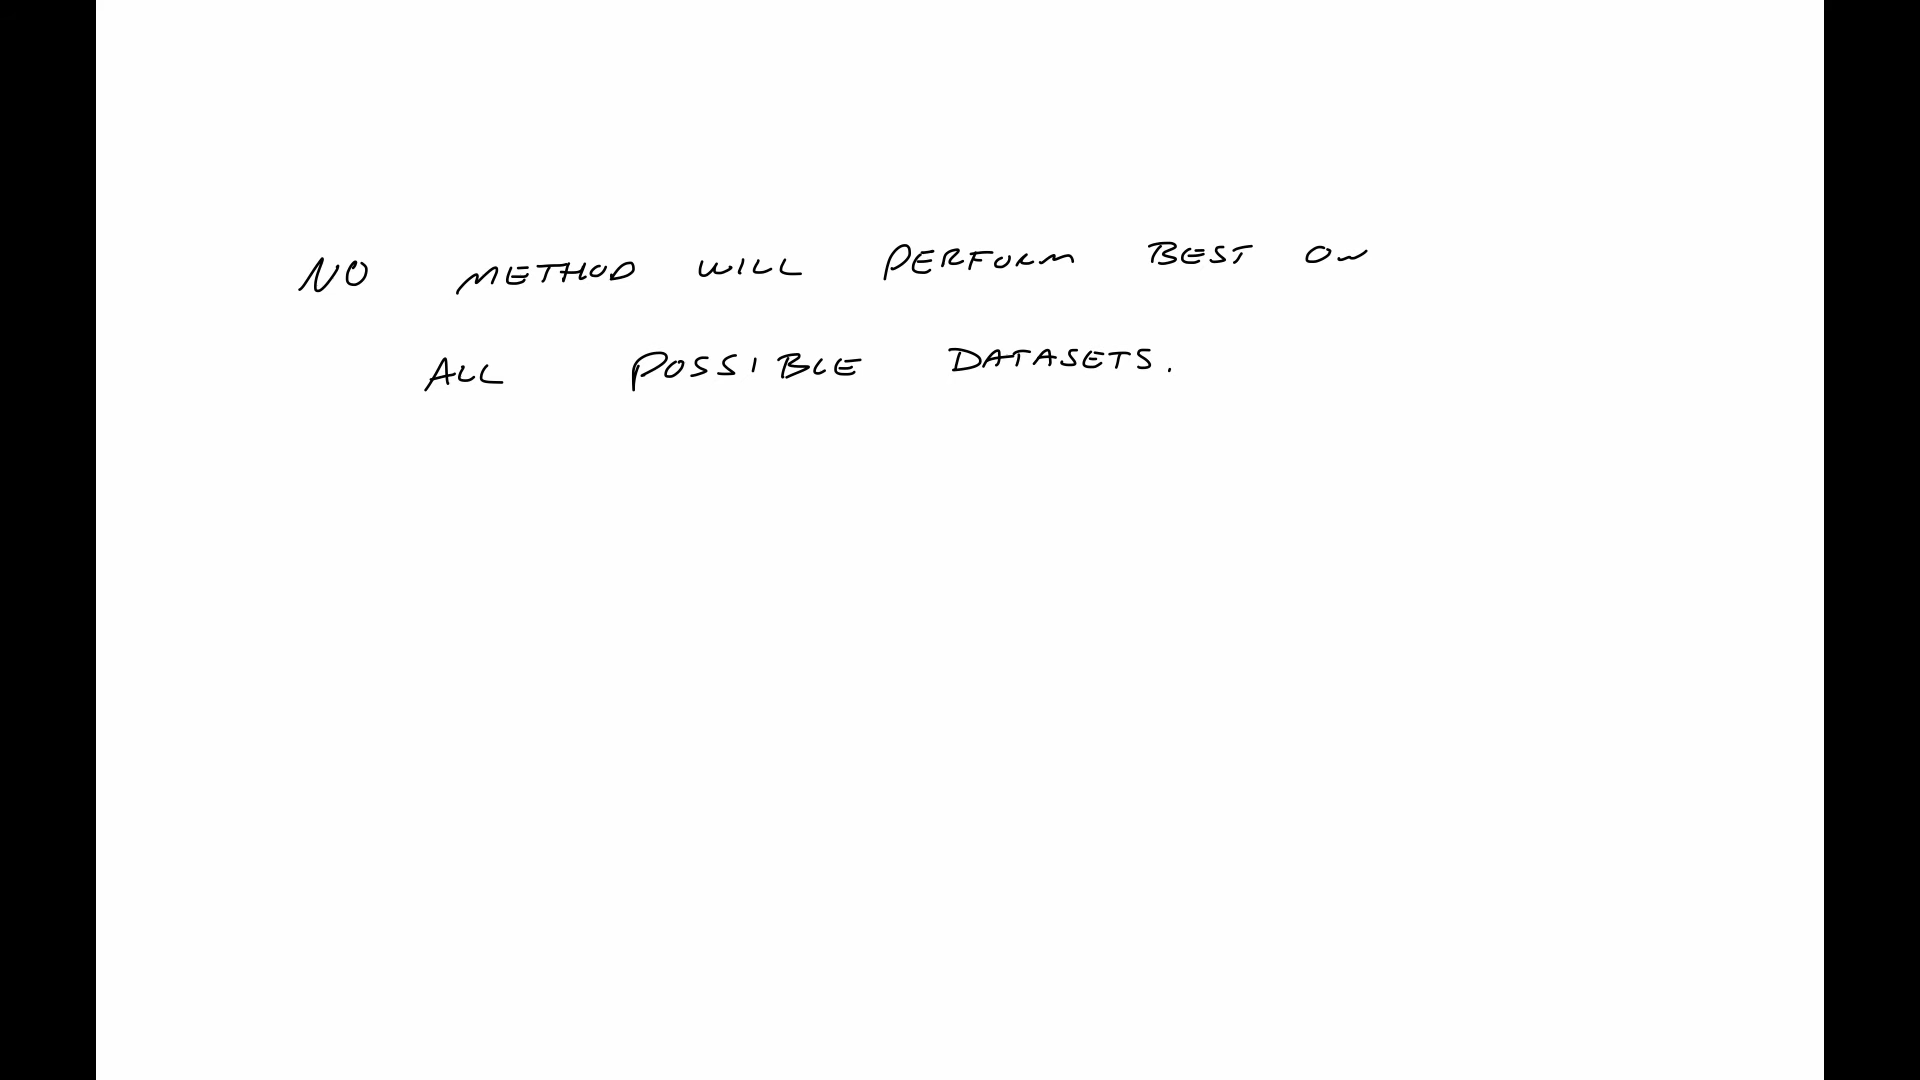 NO METHOD WILL PERFORM BEST ON
ALL POSSIBLE DATASETS.